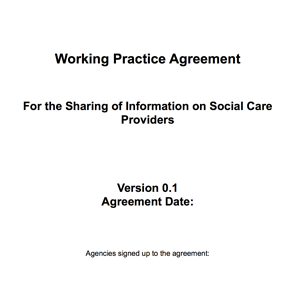 Working Practice Agreement
For the Sharing of Information on Social Care
Providers
Version 0.1
Agreement Date:
Agencies signed up to the agreement: